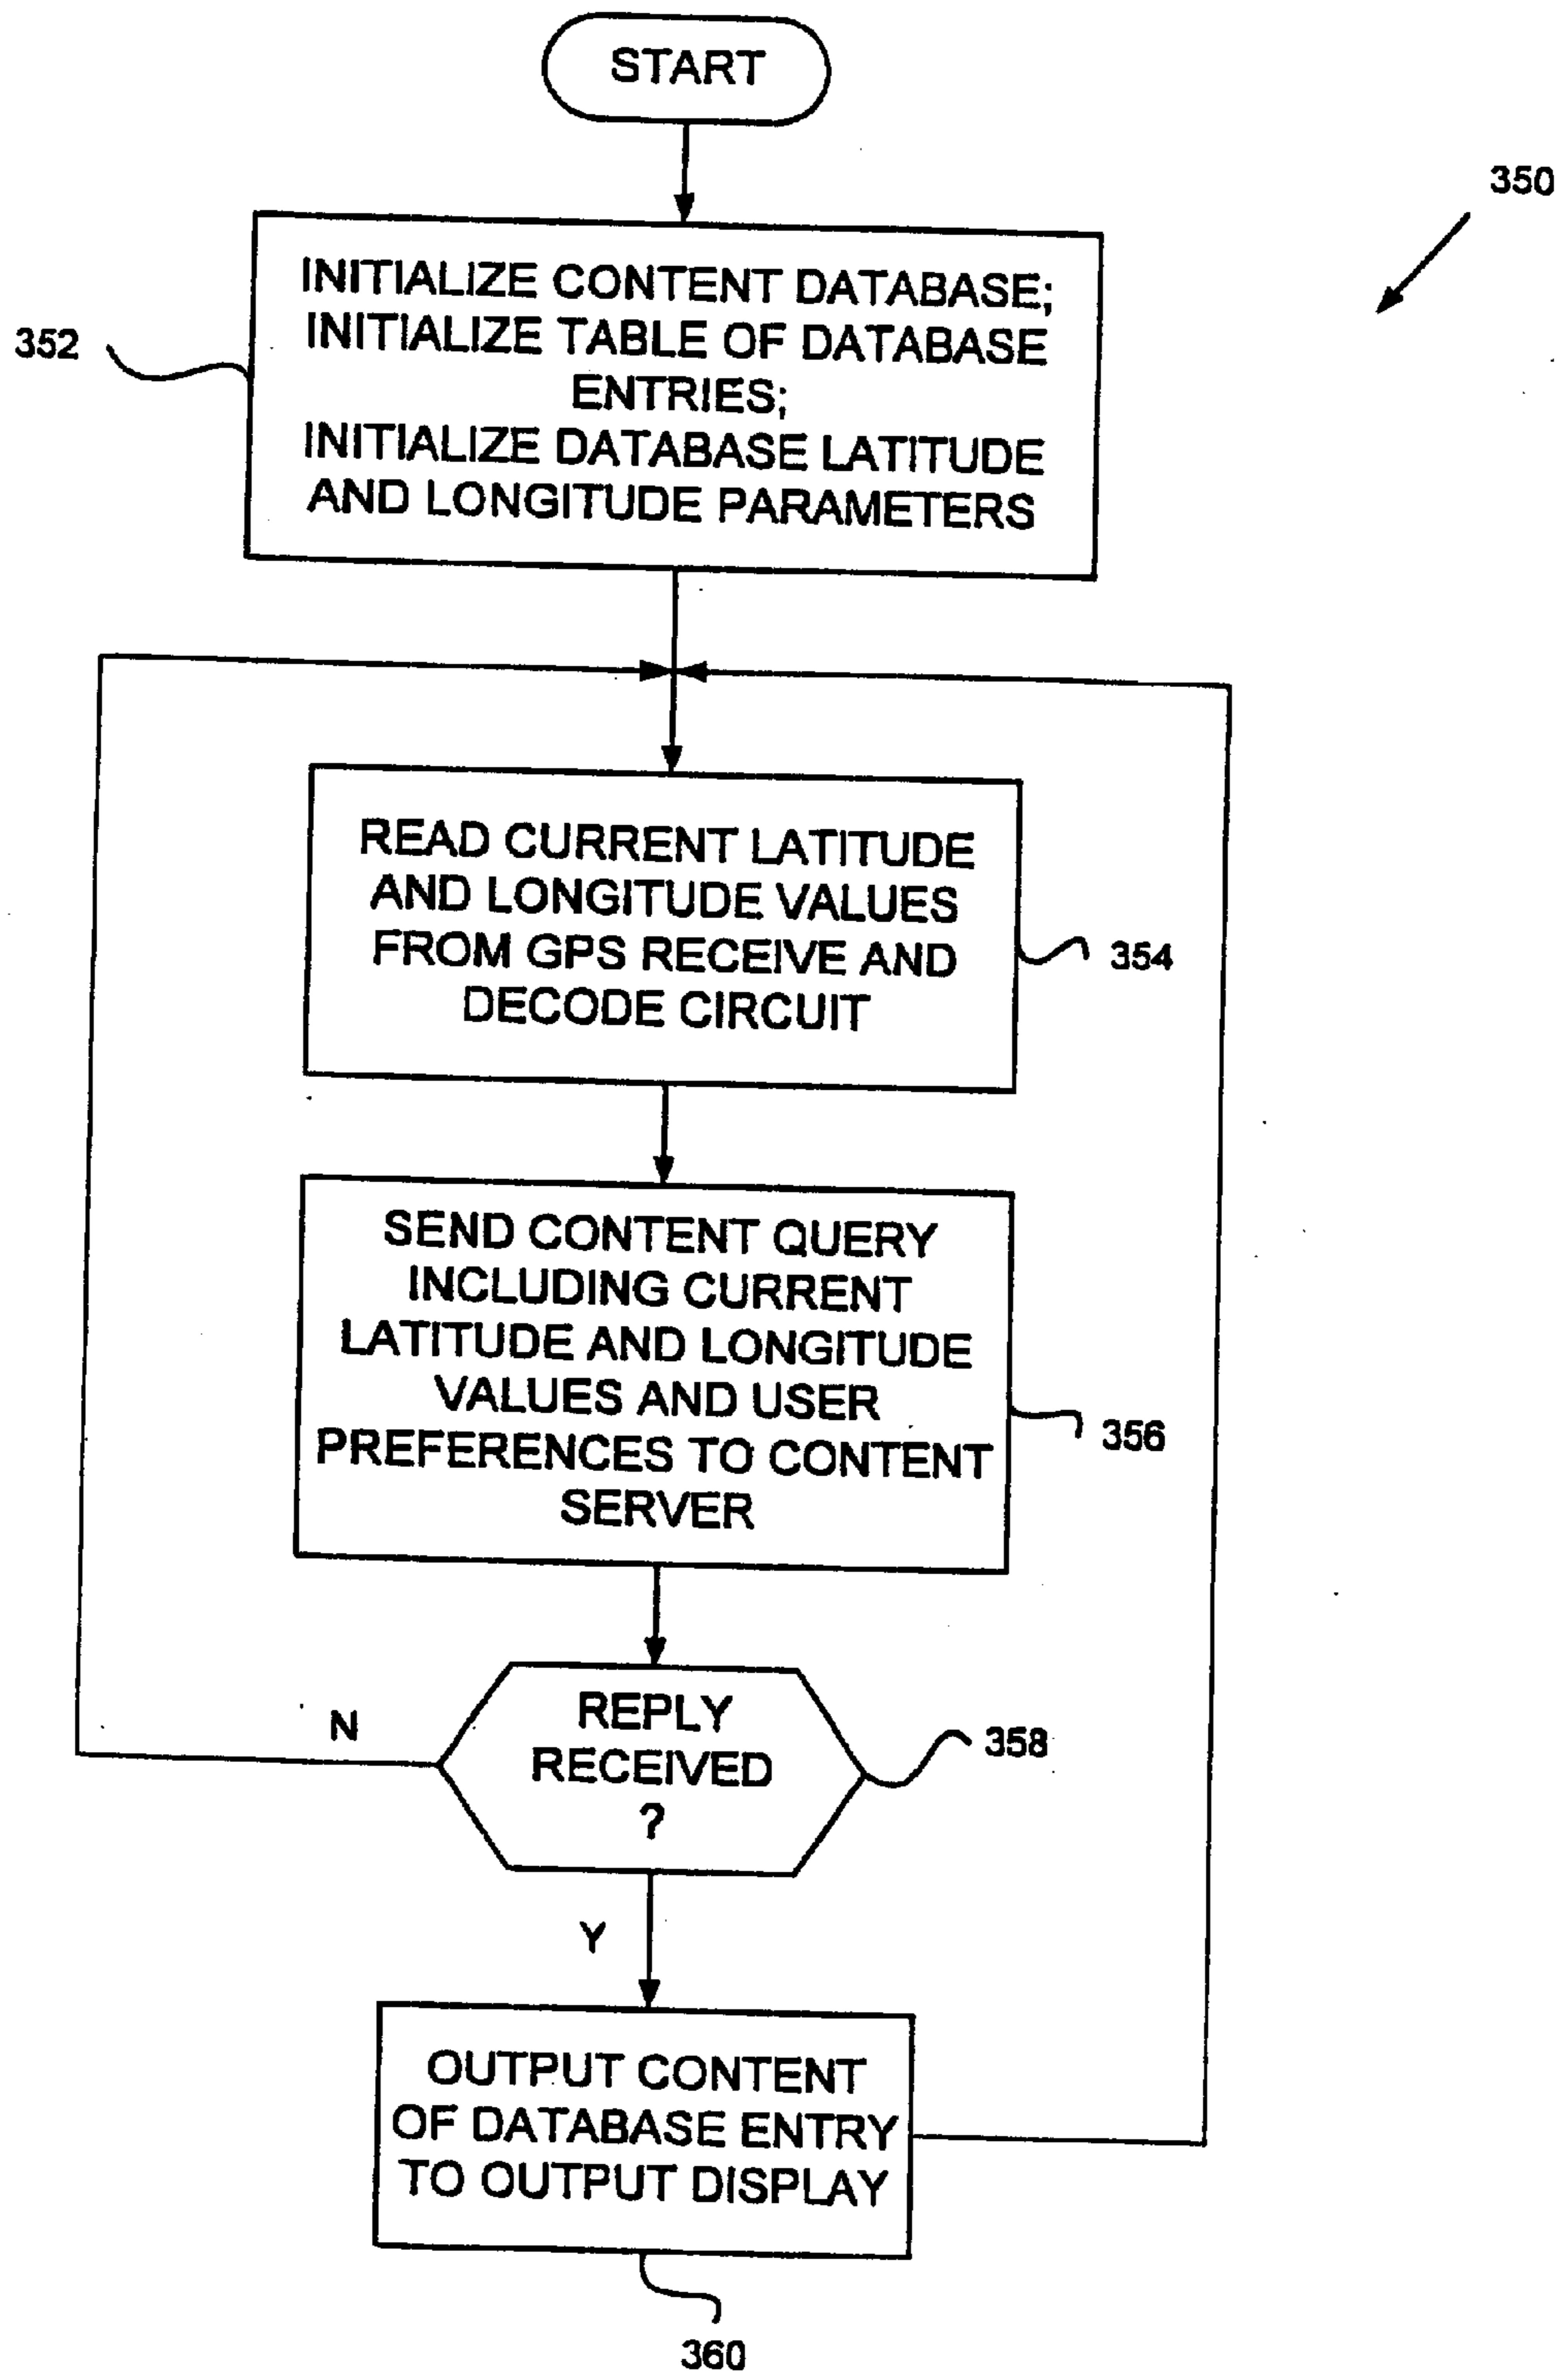 START
350
INITIALIZE CONTENT DATABASE;
INITIALIZE TABLE OF DATABASE
ENTRIES;
INITIALIZE DATABASE LATITUDE
AND LONGITUDE PARAMETERS
352
READ CURRENT LATITUDE
AND LONGITUDE VALUES
FROM GPS RECEIVE AND
DECODE CIRCUIT
354
SEND CONTENT QUERY
INCLUDING CURRENT
LATITUDE AND LONGITUDE
VALUES AND USER
PREFERENCES TO CONTENT
SERVER
356
N
REPLY
RECEIVED
?
358
Y
OUTPUT CONTENT
OF DATABASE ENTRY
TO OUTPUT DISPLAY
360